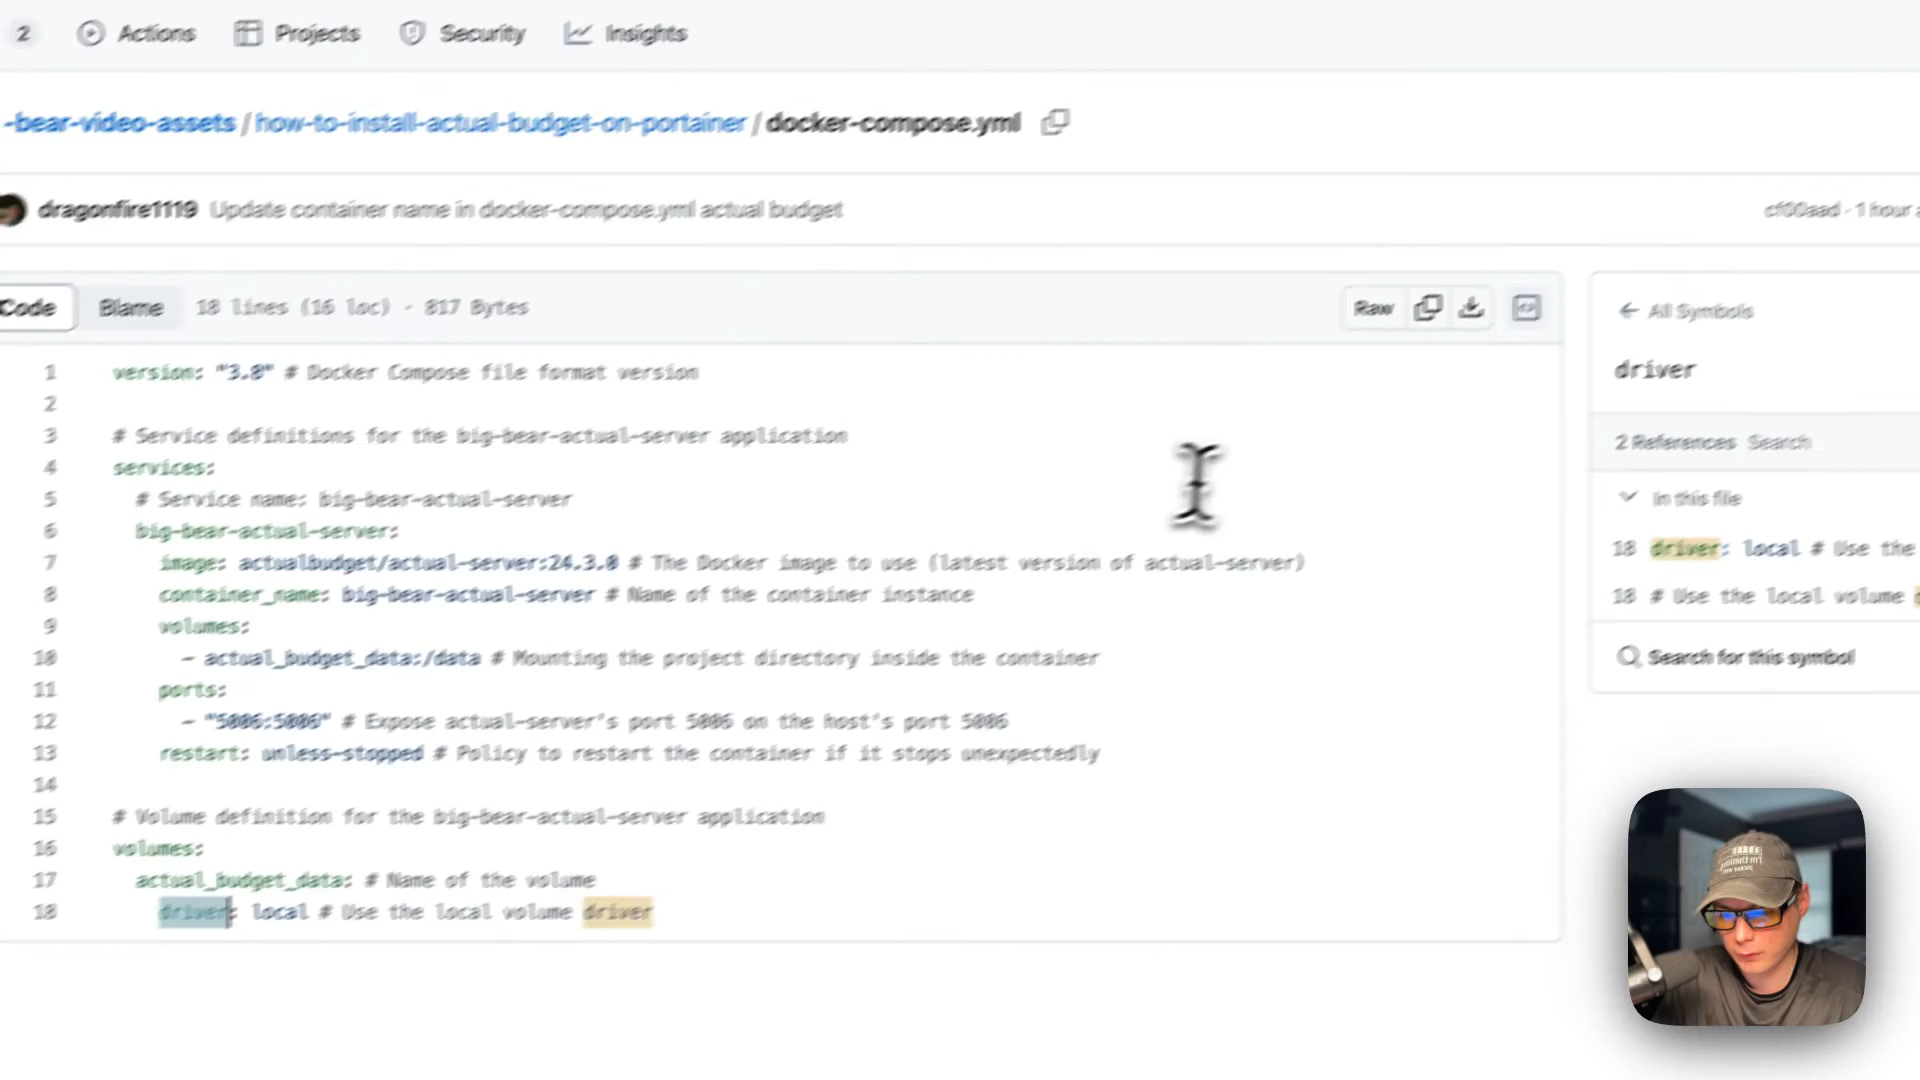 2 Actions Projects Security Insights
-bear-video-assets / how-to-install-actual-budget-on-portainer / docker-compose.yml
dragonfire1119 Update container name in docker-compose.yml actual budget cf00aad · 1 hour
Code Blame 18 lines (16 loc) · 817 Bytes Raw
1 version: "3.8" # Docker Compose file format version
2
3 # Service definitions for the big-bear-actual-server application
4 services:
5 # Service name: big-bear-actual-server
6 big-bear-actual-server:
7 image: actualbudget/actual-server:24.3.0 # The Docker image to use (latest version of actual-server)
8 container_name: big-bear-actual-server # Name of the container instance
9 volumes:
10 - actual_budget_data:/data # Mounting the project directory inside the container
11 ports:
12 - "5006:5006" # Expose actual-server's port 5006 on the host's port 5006
13 restart: unless-stopped # Policy to restart the container if it stops unexpectedly
14
15 # Volume definition for the big-bear-actual-server application
16 volumes:
17 actual_budget_data: # Name of the volume
18 driver: local # Use the local volume driver
All Symbols
driver
2 References Search
In this file
18 driver: local # Use the
18 # Use the local volume
Search for this symbol